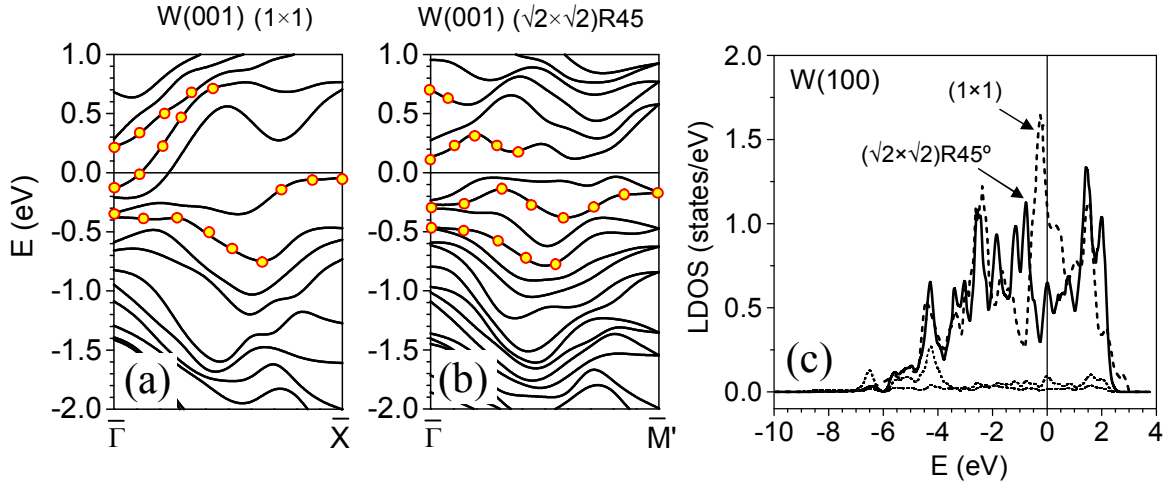 W(001) (1×1)
W(001) (√2×√2)R45
E (eV)
1.0
0.5
0.0
-0.5
-1.0
-1.5
-2.0
(a)
Γ̅
X̅
1.0
0.5
0.0
-0.5
-1.0
-1.5
-2.0
(b)
Γ̅
M̅'
LDOS (states/eV)
2.0
1.5
1.0
0.5
0.0
W(100)
(1×1)
(√2×√2)R45º
(c)
-10 -8 -6 -4 -2 0 2 4
E (eV)